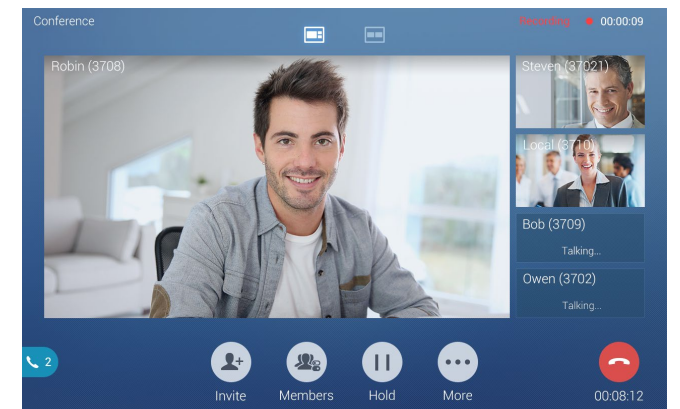 Conference
Recording 00:00:09
Robin (3708)
Steven (37021)
Local (3710)
Bob (3709)
Talking...
Owen (3702)
Talking...
2
Invite
Members
Hold
More
00:08:12